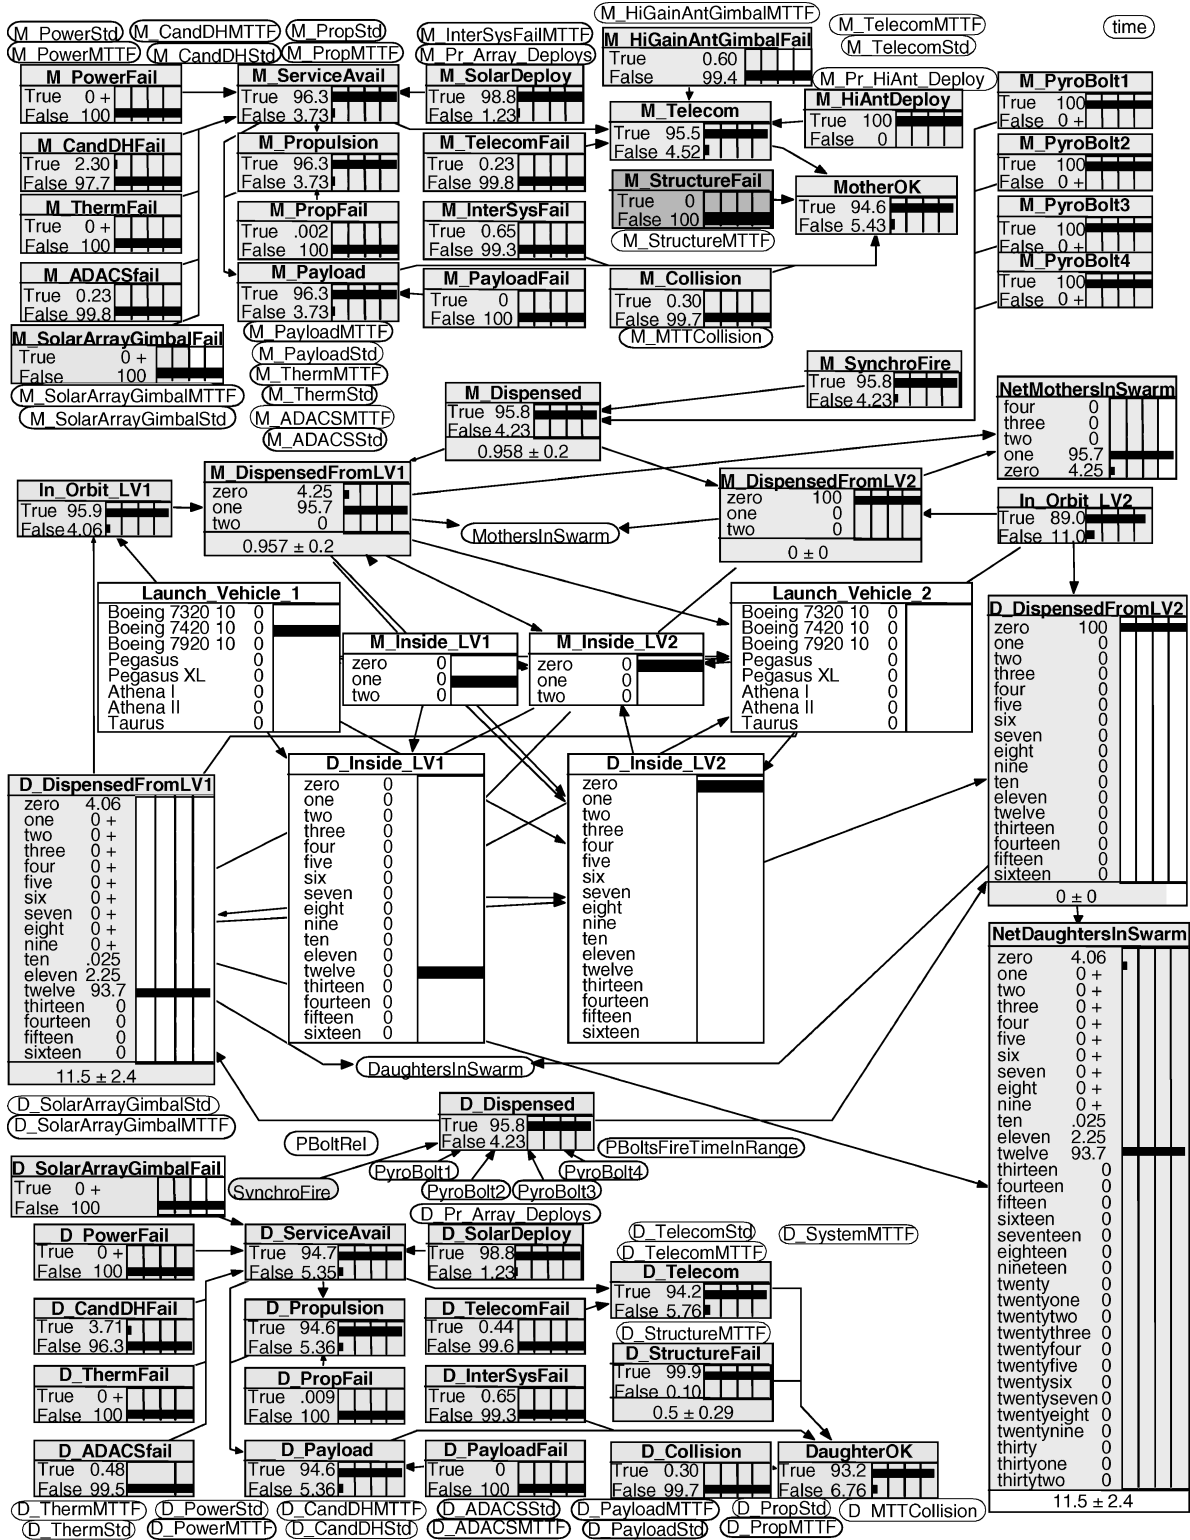 M_PowerStd
M_CandDHMTTF
M_PropStd
M_PowerMTTF
M_CandDHStd
M_PropMTTF
M_InterSysFailMTTF
M_Pr_Array_Deploys
M_HiGainAntGimbalMTTF
M_TelecomMTTF
M_TelecomStd
time
M_PowerFail
True 0 +
False 100
M_ServiceAvail
True 96.3
False 3.73
M_SolarDeploy
True 98.8
False 1.23
M_HiGainAntGimbalFail
True 0.60
False 99.4
M_Pr_HiAnt_Deploy
M_HiAntDeploy
True 100
False 0
M_PyroBolt1
True 100
False 0 +
M_CandDHFail
True 2.30
False 97.7
M_Propulsion
True 96.3
False 3.73
M_TelecomFail
True 0.23
False 99.8
M_Telecom
True 95.5
False 4.52
M_PyroBolt2
True 100
False 0 +
M_ThermFail
True 0 +
False 100
M_PropFail
True .002
False 100
M_InterSysFail
True 0.65
False 99.3
M_StructureFail
True 0
False 100
M_StructureMTTF
MotherOK
True 94.6
False 5.43
M_PyroBolt3
True 100
False 0 +
M_ADACSfail
True 0.23
False 99.8
M_Payload
True 96.3
False 3.73
M_PayloadFail
True 0
False 100
M_Collision
True 0.30
False 99.7
M_MTTCollision
M_PyroBolt4
True 100
False 0 +
M_SolarArrayGimbalFail
True 0 +
False 100
M_SolarArrayGimbalMTTF
M_SolarArrayGimbalStd
M_PayloadMTTF
M_PayloadStd
M_ThermMTTF
M_ThermStd
M_ADACSMTTF
M_ADACSStd
M_Dispensed
True 95.8
False 4.23
0.958 ± 0.2
M_SynchroFire
True 95.8
False 4.23
NetMothersInSwarm
four 0
three 0
two 0
one 95.7
zero 4.25
In_Orbit_LV1
True 95.9
False 4.06
M_DispensedFromLV1
zero 4.25
one 95.7
two 0
0.957 ± 0.2
MothersInSwarm
M_DispensedFromLV2
zero 100
one 0
two 0
0 ± 0
In_Orbit_LV2
True 89.0
False 11.0
Launch_Vehicle_1
Boeing 7320 10 0
Boeing 7420 10 0
Boeing 7920 10 0
Pegasus 0
Pegasus XL 0
Athena I 0
Athena II 0
Taurus 0
M_Inside_LV1
zero 0
one 0
two 0
M_Inside_LV2
zero 0
one 0
two 0
Launch_Vehicle_2
Boeing 7320 10 0
Boeing 7420 10 0
Boeing 7920 10 0
Pegasus 0
Pegasus XL 0
Athena I 0
Athena II 0
Taurus 0
D_DispensedFromLV2
zero 100
one 0
two 0
three 0
four 0
five 0
six 0
seven 0
eight 0
nine 0
ten 0
eleven 0
twelve 0
thirteen 0
fourteen 0
fifteen 0
sixteen 0
0 ± 0
D_DispensedFromLV1
zero 4.06
one 0 +
two 0 +
three 0 +
four 0 +
five 0 +
six 0 +
seven 0 +
eight 0 +
nine 0 +
ten .025
eleven 2.25
twelve 93.7
thirteen 0
fourteen 0
fifteen 0
sixteen 0
11.5 ± 2.4
D_Inside_LV1
zero 0
one 0
two 0
three 0
four 0
five 0
six 0
seven 0
eight 0
nine 0
ten 0
eleven 0
twelve 0
thirteen 0
fourteen 0
fifteen 0
sixteen 0
D_Inside_LV2
zero 0
one 0
two 0
three 0
four 0
five 0
six 0
seven 0
eight 0
nine 0
ten 0
eleven 0
twelve 0
thirteen 0
fourteen 0
fifteen 0
sixteen 0
NetDaughtersInSwarm
zero 4.06
one 0 +
two 0 +
three 0 +
four 0 +
five 0 +
six 0 +
seven 0 +
eight 0 +
nine 0 +
ten .025
eleven 2.25
twelve 93.7
thirteen 0
fourteen 0
fifteen 0
sixteen 0
seventeen 0
eighteen 0
nineteen 0
twenty 0
twentyone 0
twentytwo 0
twentythree 0
twentyfour 0
twentyfive 0
twentysix 0
twentyseven 0
twentyeight 0
twentynine 0
thirty 0
thirtyone 0
thirtytwo 0
11.5 ± 2.4
DaughtersInSwarm
D_SolarArrayGimbalStd
D_SolarArrayGimbalMTTF
D_Dispensed
True 95.8
False 4.23
PBoltRel
PBoltsFireTimeInRange
PyroBolt1
PyroBolt4
SynchroFire
PyroBolt2
PyroBolt3
D_Pr_Array_Deploys
D_SolarArrayGimbalFail
True 0 +
False 100
D_PowerFail
True 0 +
False 100
D_ServiceAvail
True 94.7
False 5.35
D_SolarDeploy
True 98.8
False 1.23
D_TelecomStd
D_TelecomMTTF
D_SystemMTTF
D_Telecom
True 94.2
False 5.76
D_CandDHFail
True 3.71
False 96.3
D_Propulsion
True 94.6
False 5.36
D_TelecomFail
True 0.44
False 99.6
D_StructureMTTF
D_StructureFail
True 99.9
False 0.10
0.5 ± 0.29
D_ThermFail
True 0 +
False 100
D_PropFail
True .009
False 100
D_InterSysFail
True 0.65
False 99.3
D_ADACSfail
True 0.48
False 99.5
D_Payload
True 94.6
False 5.36
D_PayloadFail
True 0
False 100
D_Collision
True 0.30
False 99.7
DaughterOK
True 93.2
False 6.76
D_ThermMTTF
D_PowerStd
D_CandDHMTTF
D_ADACSStd
D_PayloadMTTF
D_PropStd
D_MTTCollision
D_ThermStd
D_PowerMTTF
D_CandDHStd
D_ADACSMTTF
D_PayloadStd
D_PropMTTF